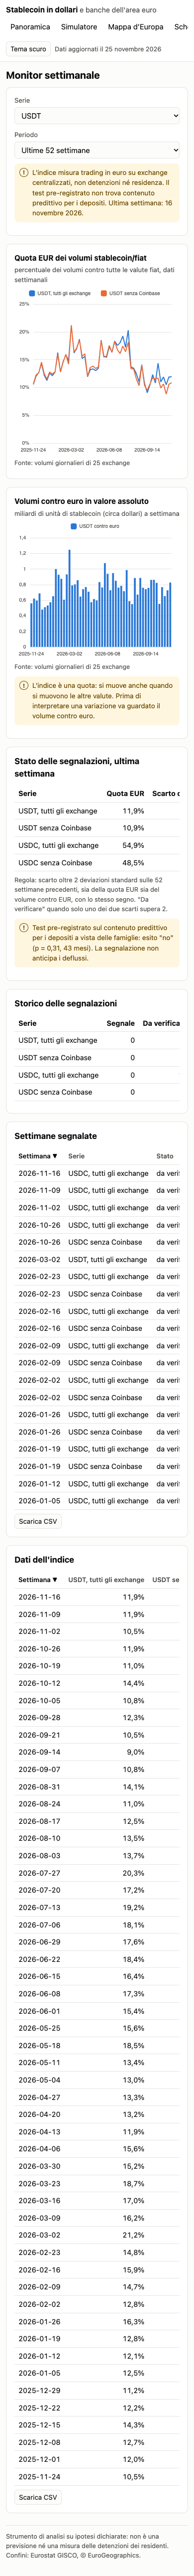 Stablecoin in dollari e banche dell'area euro
Panoramica Simulatore Mappa d'Europa
Tema scuro Dati aggiornati il 25 novembre 2026
Monitor settimanale
Serie
USDT
Periodo
Ultime 52 settimane
L'indice misura trading in euro su exchange
centralizzati, non detenzioni né residenza. Il
test pre-registrato non trova contenuto
predittivo per i depositi. Ultima settimana: 16
novembre 2026.
Quota EUR dei volumi stablecoin/fiat
percentuale dei volumi contro tutte le valute fiat, dati
settimanali
USDT, tutti gli exchange USDT senza Coinbase
25%
20%
15%
10%
5%
0%
2025-11-24 2026-03-02 2026-06-08 2026-09-14
Fonte: volumi giornalieri di 25 exchange
Volumi contro euro in valore assoluto
miliardi di unità di stablecoin (circa dollari) a settimana
USDT contro euro
1,4
1,2
1
0,8
0,6
0,4
0,2
0
2025-11-24 2026-03-02 2026-06-08 2026-09-14
Fonte: volumi giornalieri di 25 exchange
L'indice è una quota: si muove anche quando
si muovono le altre valute. Prima di
interpretare una variazione va guardato il
volume contro euro.
Stato delle segnalazioni, ultima
settimana
Serie Quota EUR Scarto
USDT, tutti gli exchange 11,9%
USDT senza Coinbase 10,9%
USDC, tutti gli exchange 54,9%
USDC senza Coinbase 48,5%
Regola: scarto oltre 2 deviazioni standard sulle 52
settimane precedenti, sia della quota EUR sia del
volume contro EUR, con lo stesso segno. "Da
verificare" quando solo uno dei due scarti supera 2.
Test pre-registrato sul contenuto predittivo
per i depositi a vista delle famiglie: esito "no"
(p = 0,31, 43 mesi). La segnalazione non
anticipa i deflussi.
Storico delle segnalazioni
Serie Segnale Da verifica
USDT, tutti gli exchange 0
USDT senza Coinbase 0
USDC, tutti gli exchange 0
USDC senza Coinbase 0
Settimane segnalate
Settimana ▼ Serie Stato
2026-11-16 USDC, tutti gli exchange da veri
2026-11-09 USDC, tutti gli exchange da veri
2026-11-02 USDC, tutti gli exchange da veri
2026-10-26 USDC, tutti gli exchange da veri
2026-10-26 USDC senza Coinbase da veri
2026-03-02 USDT, tutti gli exchange da veri
2026-02-23 USDC, tutti gli exchange da veri
2026-02-23 USDC senza Coinbase da veri
2026-02-16 USDC, tutti gli exchange da veri
2026-02-16 USDC senza Coinbase da veri
2026-02-09 USDC, tutti gli exchange da veri
2026-02-09 USDC senza Coinbase da veri
2026-02-02 USDC, tutti gli exchange da veri
2026-02-02 USDC senza Coinbase da veri
2026-01-26 USDC, tutti gli exchange da veri
2026-01-26 USDC senza Coinbase da veri
2026-01-19 USDC, tutti gli exchange da veri
2026-01-19 USDC senza Coinbase da veri
2026-01-12 USDC, tutti gli exchange da veri
2026-01-05 USDC, tutti gli exchange da veri
Scarica CSV
Dati dell'indice
Settimana ▼ USDT, tutti gli exchange USDT se
2026-11-16 11,9%
2026-11-09 11,9%
2026-11-02 10,5%
2026-10-26 11,9%
2026-10-19 11,0%
2026-10-12 14,4%
2026-10-05 10,8%
2026-09-28 12,3%
2026-09-21 10,5%
2026-09-14 9,0%
2026-09-07 10,8%
2026-08-31 14,1%
2026-08-24 11,0%
2026-08-17 12,5%
2026-08-10 13,5%
2026-08-03 13,7%
2026-07-27 20,3%
2026-07-20 17,2%
2026-07-13 19,2%
2026-07-06 18,1%
2026-06-29 17,6%
2026-06-22 18,4%
2026-06-15 16,4%
2026-06-08 17,3%
2026-06-01 15,4%
2026-05-25 15,6%
2026-05-18 18,5%
2026-05-11 13,4%
2026-05-04 13,0%
2026-04-27 13,3%
2026-04-20 13,2%
2026-04-13 11,9%
2026-04-06 15,6%
2026-03-30 15,2%
2026-03-23 18,7%
2026-03-16 17,0%
2026-03-09 16,2%
2026-03-02 21,2%
2026-02-23 14,8%
2026-02-16 15,9%
2026-02-09 14,7%
2026-02-02 12,8%
2026-01-26 16,3%
2026-01-19 12,8%
2026-01-12 12,1%
2026-01-05 12,5%
2025-12-29 11,2%
2025-12-22 12,2%
2025-12-15 14,3%
2025-12-08 12,7%
2025-12-01 12,0%
2025-11-24 10,5%
Scarica CSV
Strumento di analisi su ipotesi dichiarate: non è una
previsione né una misura delle detenzioni dei residenti.
Confini: Eurostat GISCO, © EuroGeographics.